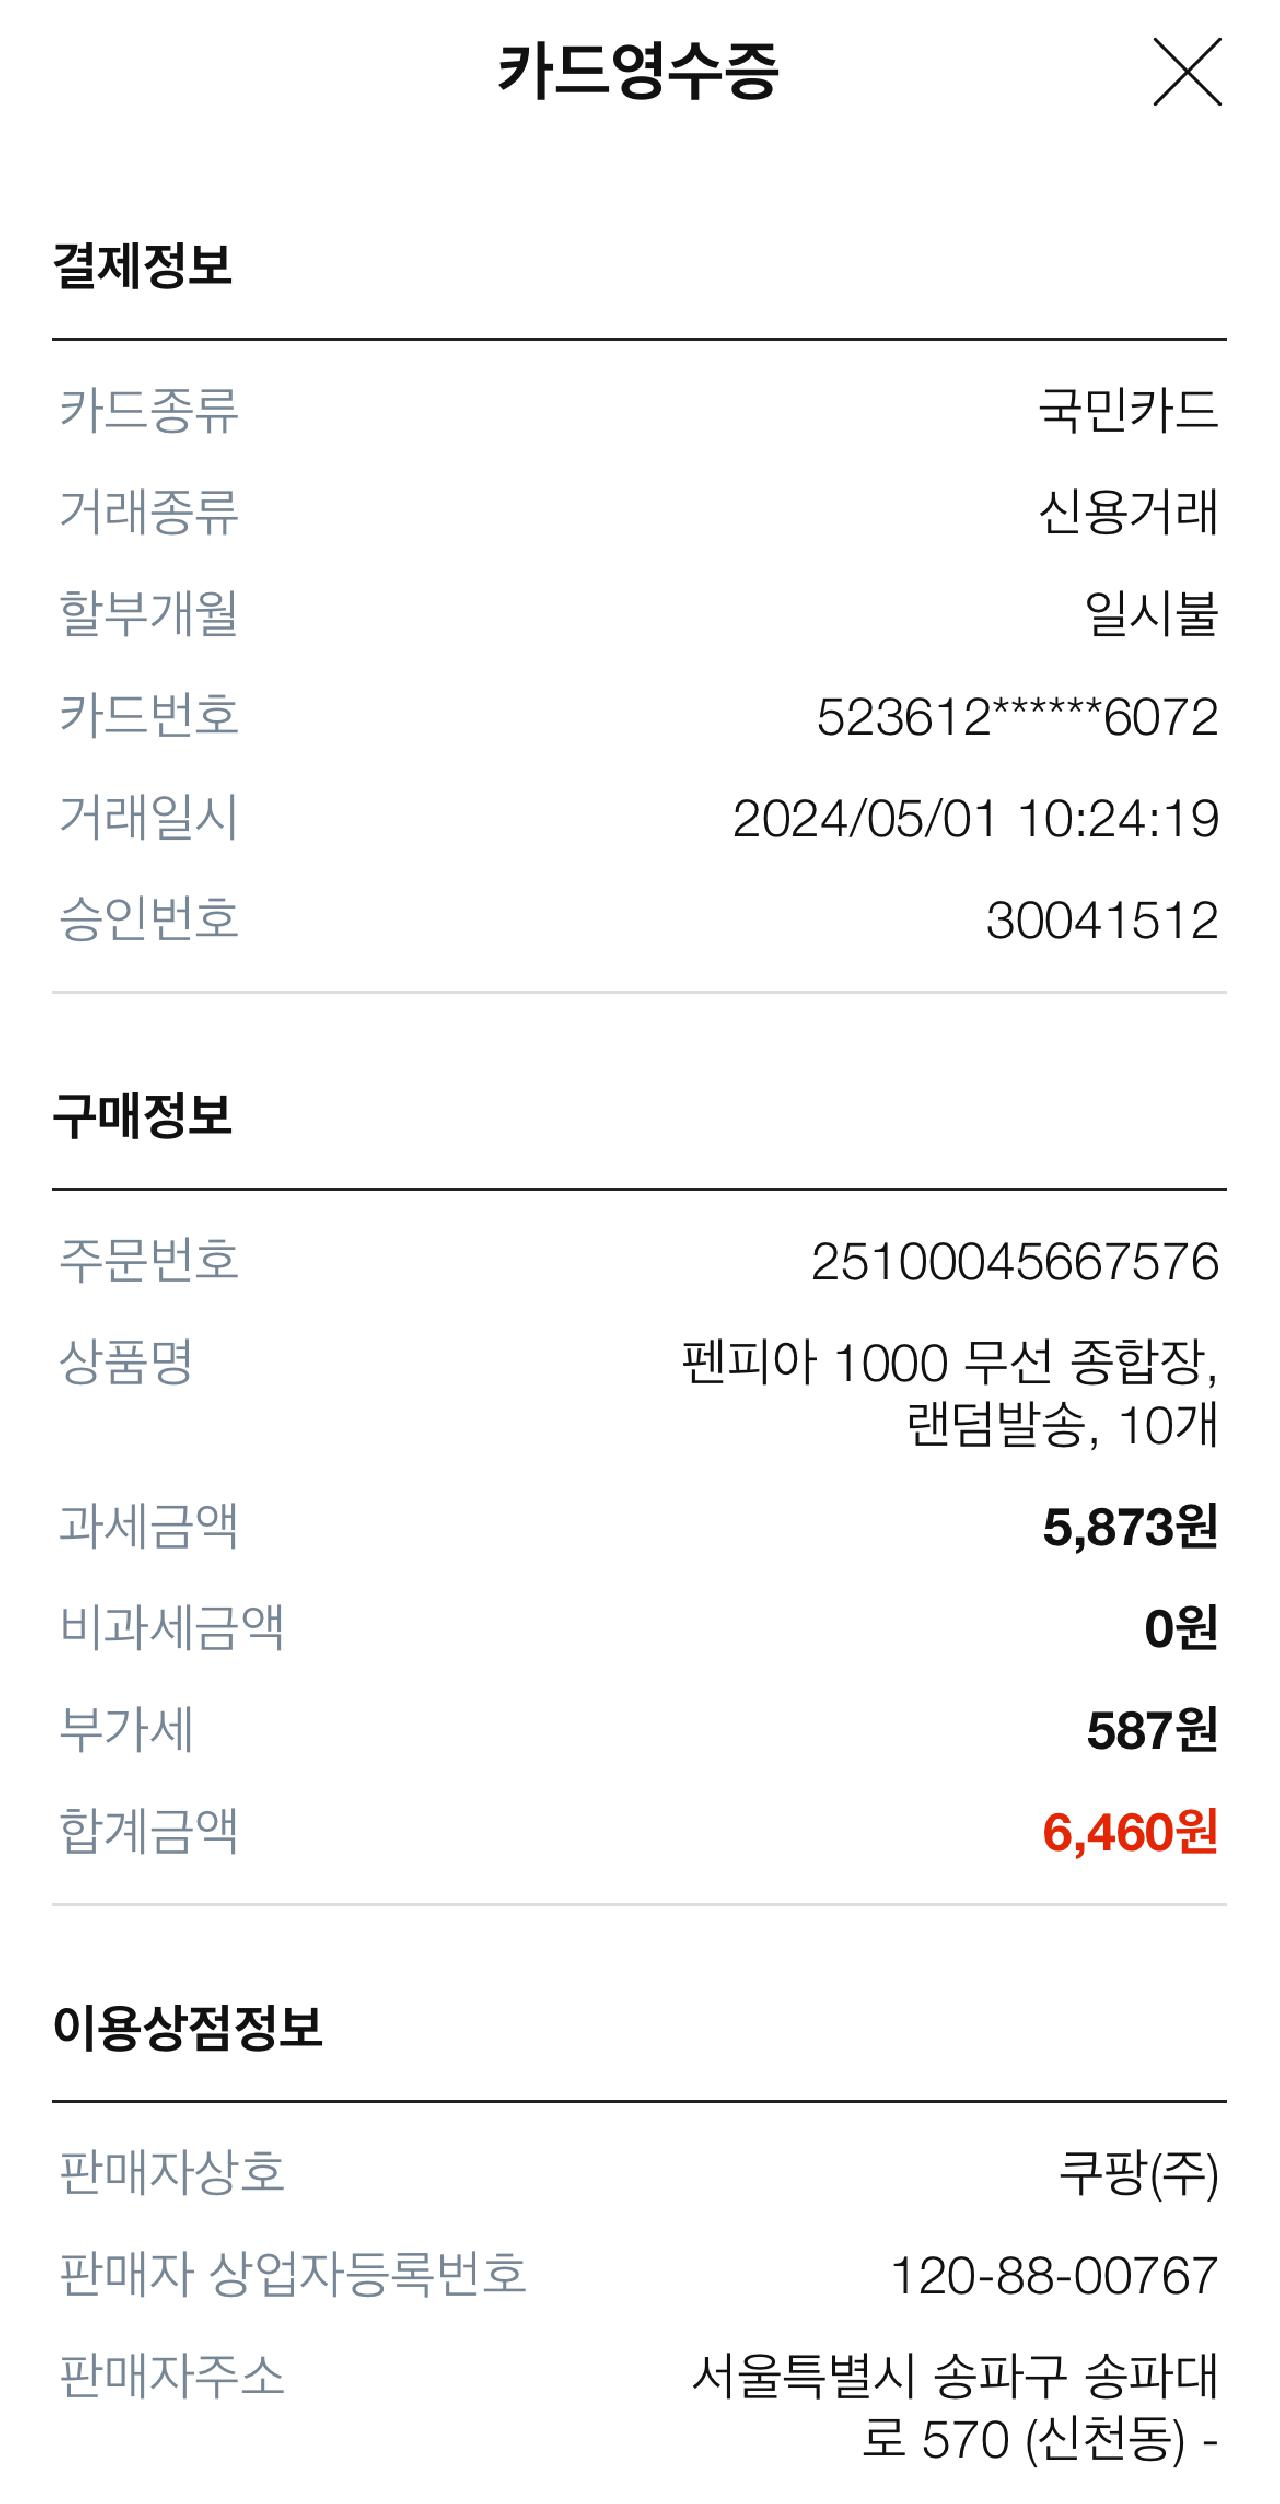 카드영수증
결제정보
카드종류 국민카드
거래종류 신용거래
할부개월 일시불
카드번호 523612******6072
거래일시 2024/05/01 10:24:19
승인번호 30041512
구매정보
주문번호 25100045667576
상품명 펜피아 1000 무선 종합장,
랜덤발송, 10개
과세금액 5,873원
비과세금액 0원
부가세 587원
합계금액 6,460원
이용상점정보
판매자상호 쿠팡(주)
판매자 상업자등록번호 120-88-00767
판매자주소 서울특별시 송파구 송파대
로 570 (신천동) -